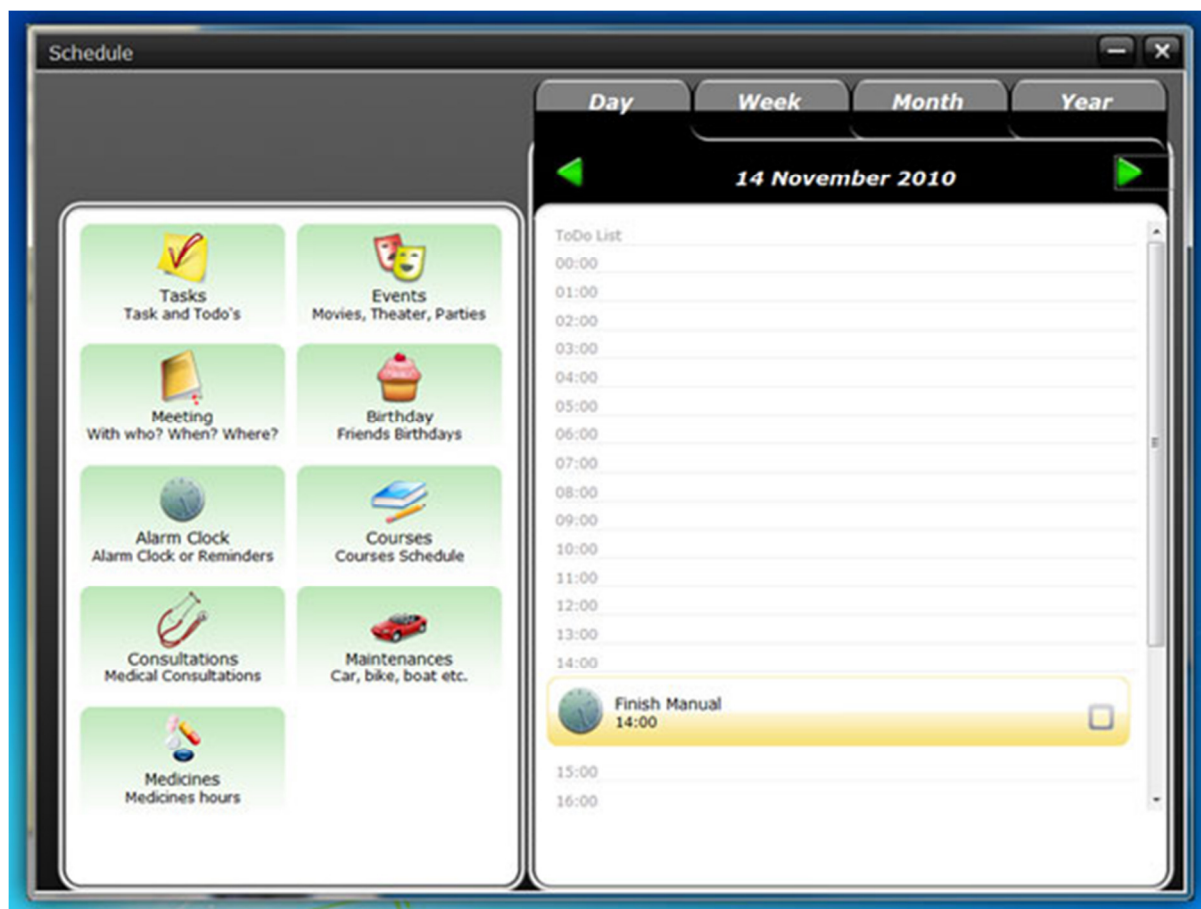 Schedule
Day
Week
Month
Year
14 November 2010
Tasks
Task and Todo's
Events
Movies, Theater, Parties
Meeting
With who? When? Where?
Birthday
Friends Birthdays
Alarm Clock
Alarm Clock or Reminders
Courses
Courses Schedule
Consultations
Medical Consultations
Maintenances
Car, bike, boat etc.
Medicines
Medicines hours
ToDo List
00:00
01:00
02:00
03:00
04:00
05:00
06:00
07:00
08:00
09:00
10:00
11:00
12:00
13:00
14:00
Finish Manual
14:00
15:00
16:00